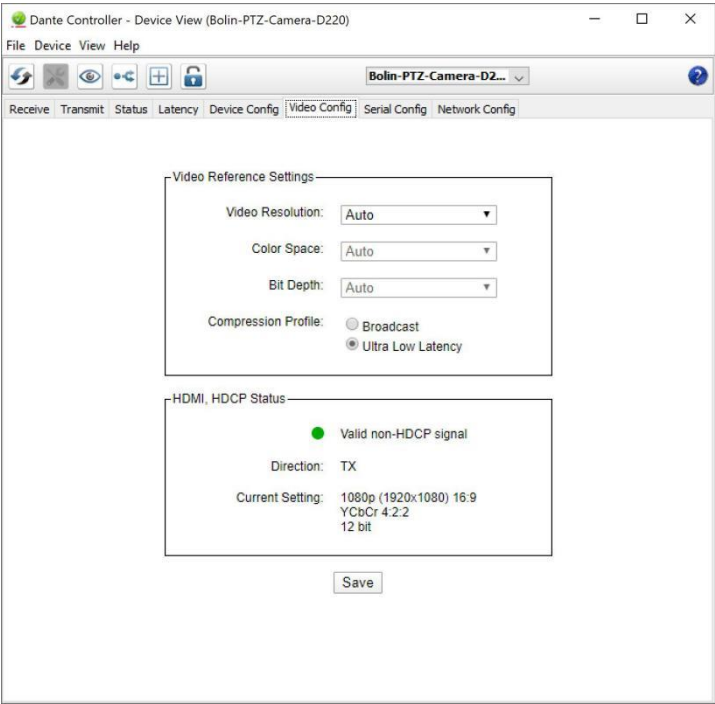 Dante Controller - Device View (Bolin-PTZ-Camera-D220)
File Device View Help
Bolin-PTZ-Camera-D2...
Receive Transmit Status Latency Device Config Video Config Serial Config Network Config
Video Reference Settings
Video Resolution: Auto
Color Space: Auto
Bit Depth: Auto
Compression Profile: Broadcast
Ultra Low Latency
HDMI, HDCP Status
Valid non-HDCP signal
Direction: TX
Current Setting: 1080p (1920x1080) 16:9
YCbCr 4:2:2
12 bit
Save